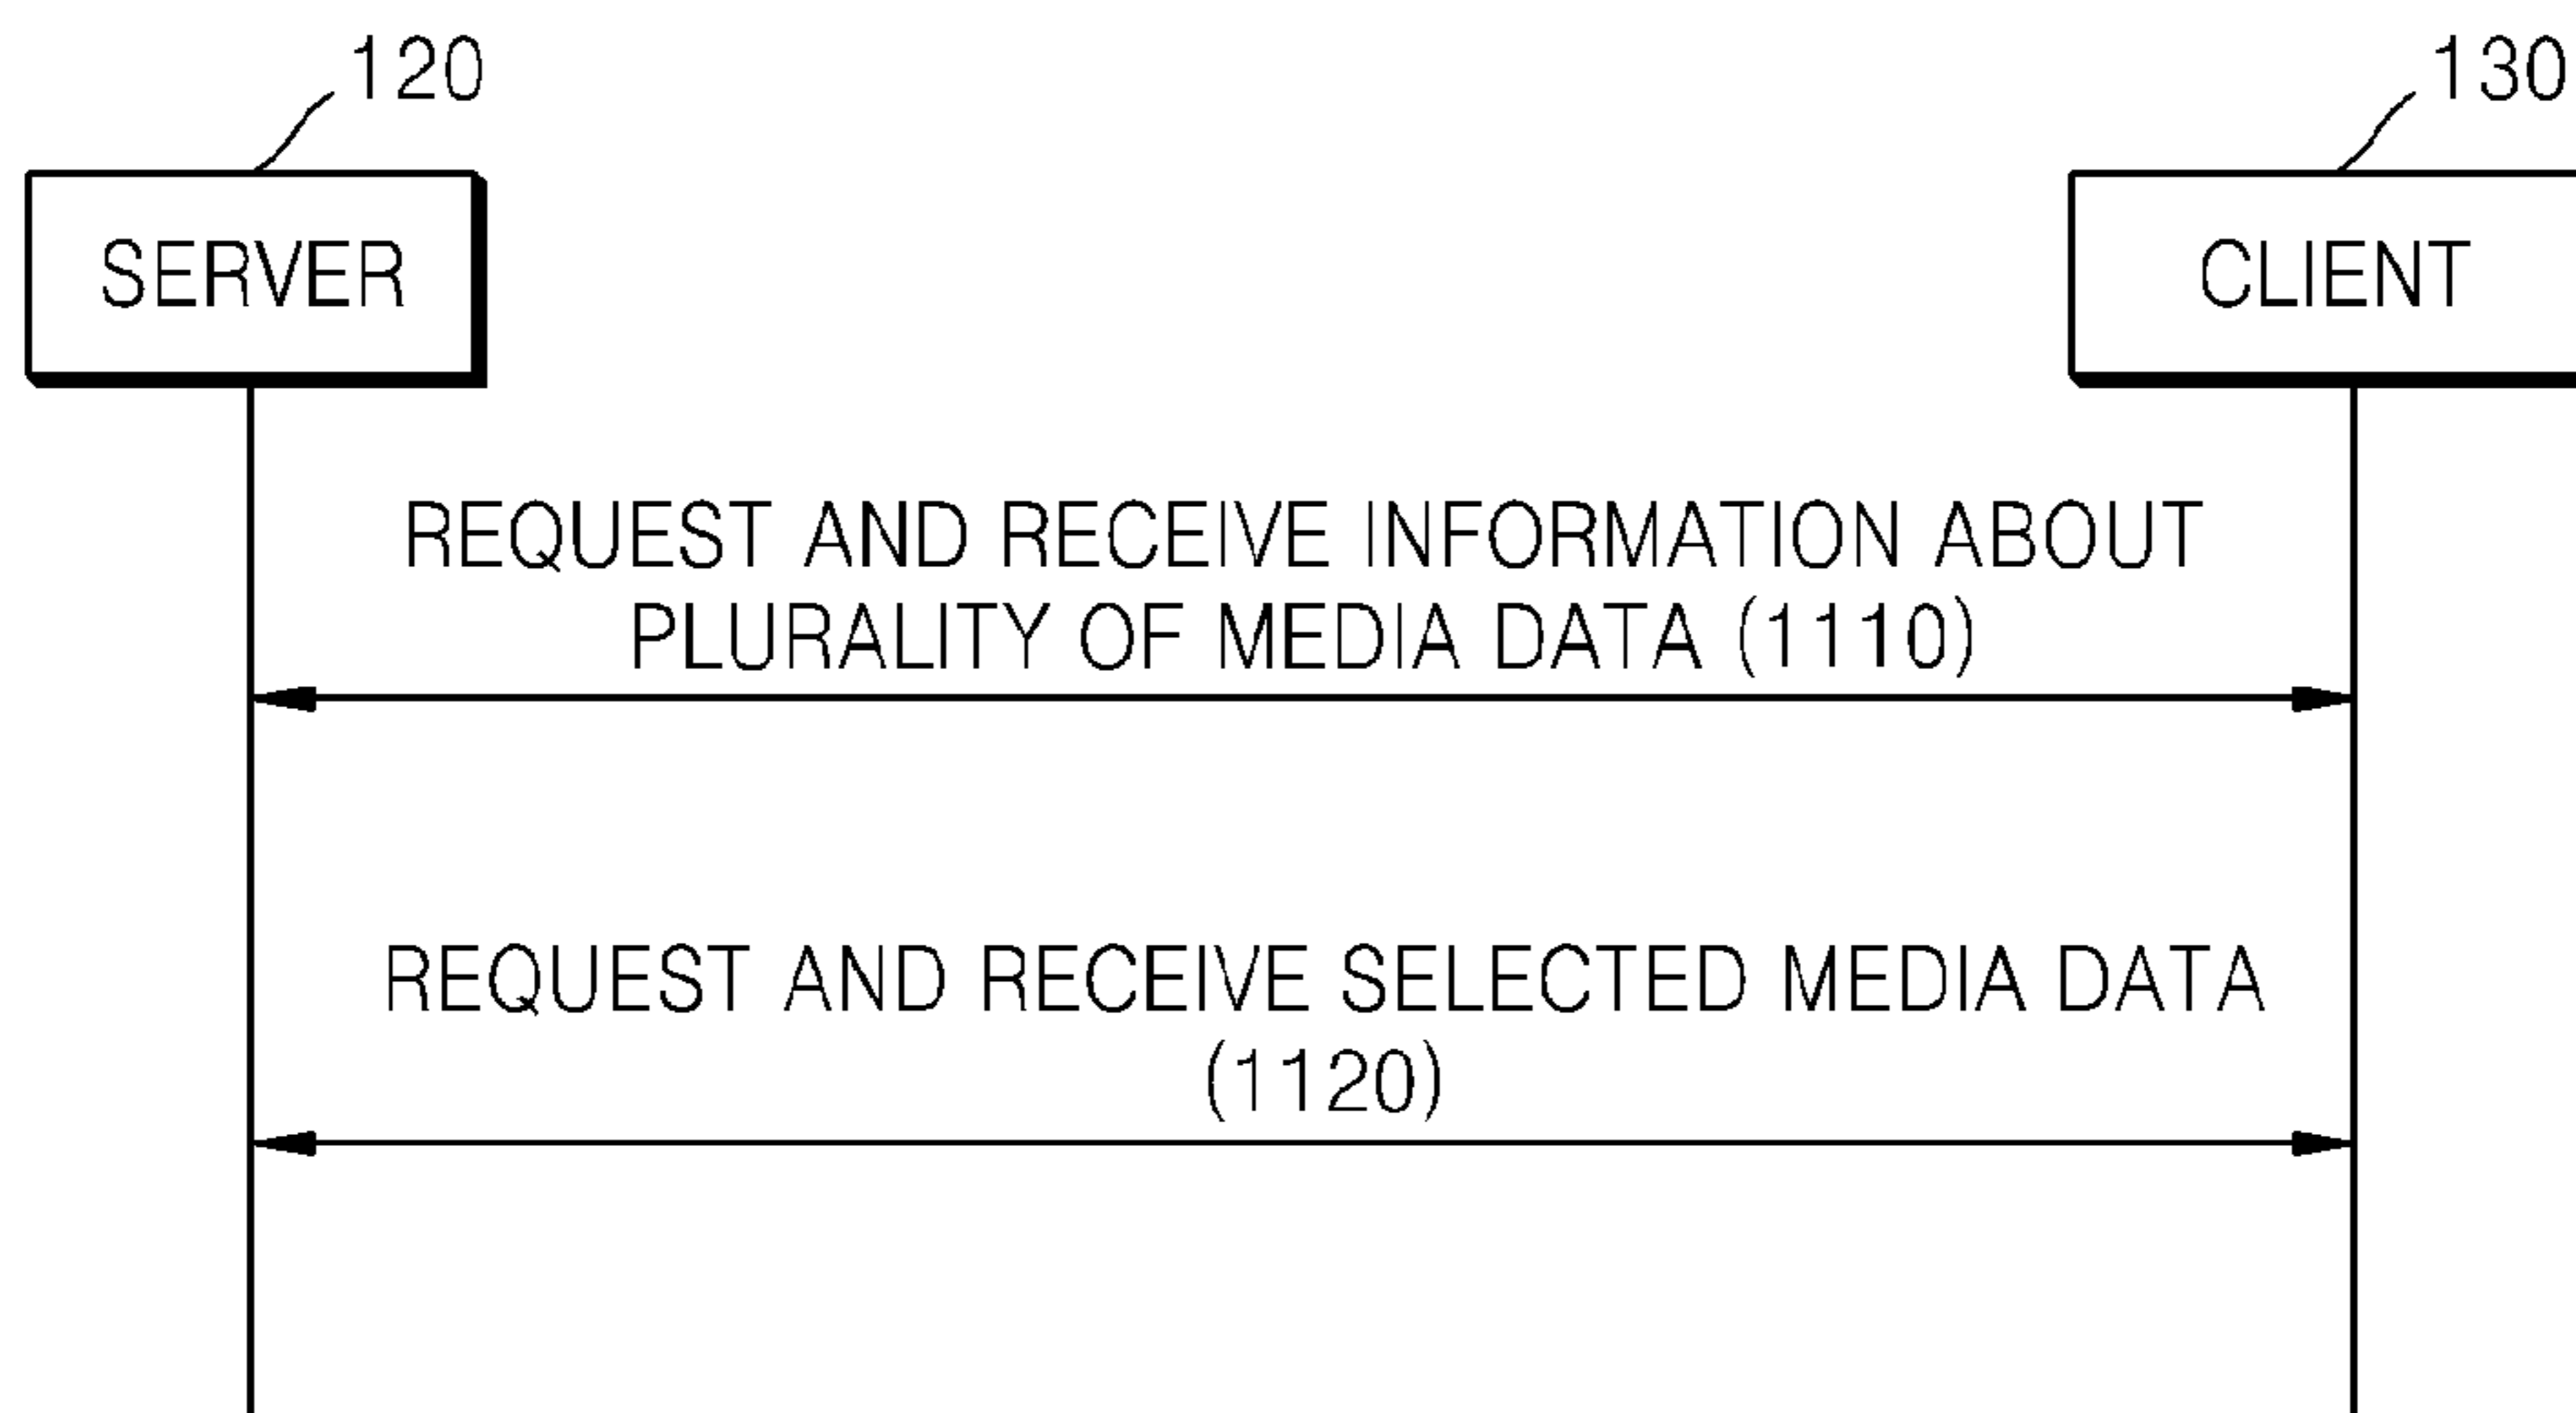 120
130
SERVER
CLIENT
REQUEST AND RECEIVE INFORMATION ABOUT
PLURALITY OF MEDIA DATA (1110)
REQUEST AND RECEIVE SELECTED MEDIA DATA
(1120)